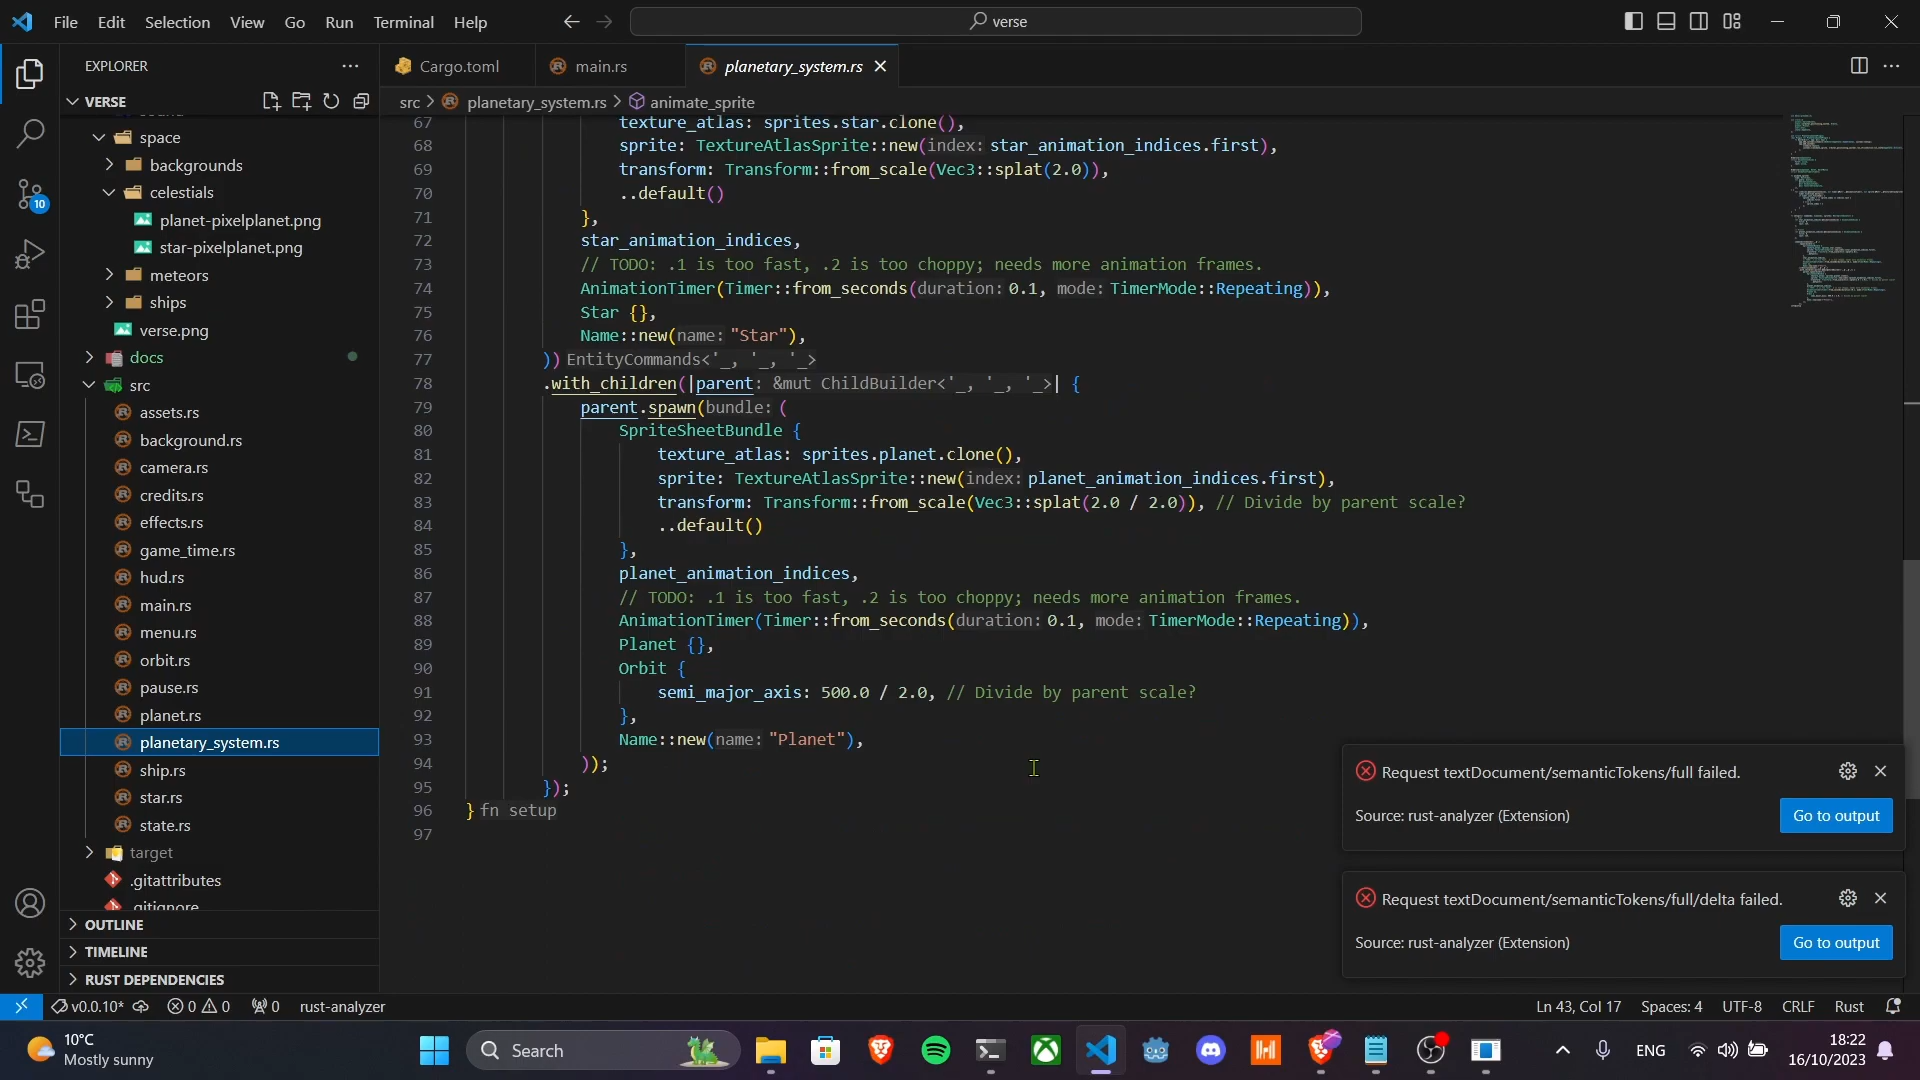 File Edit Selection View Go Run Terminal Help
verse
EXPLORER
VERSE
space
backgrounds
celestials
planet-pixelplanet.png
star-pixelplanet.png
meteors
ships
verse.png
docs
src
assets.rs
background.rs
camera.rs
credits.rs
effects.rs
game_time.rs
hud.rs
main.rs
menu.rs
orbit.rs
pause.rs
planet.rs
planetary_system.rs
ship.rs
star.rs
state.rs
target
.gitattributes
.gitignore
OUTLINE
TIMELINE
RUST DEPENDENCIES
10
Cargo.toml
main.rs
planetary_system.rs
src > planetary_system.rs > animate_sprite
67 texture_atlas: sprites.star.clone(),
68 sprite: TextureAtlasSprite::new(index: star_animation_indices.first),
69 transform: Transform::from_scale(Vec3::splat(2.0)),
70 ..default()
71 },
72 star_animation_indices,
73 // TODO: .1 is too fast, .2 is too choppy; needs more animation frames.
74 AnimationTimer(Timer::from_seconds(duration: 0.1, mode: TimerMode::Repeating)),
75 Star {},
76 Name::new(name: "Star"),
77 )) EntityCommands<'_, '_, '_>
78 .with_children(|parent: &mut ChildBuilder<'_, '_, '_>| {
79 parent.spawn(bundle: (
80 SpriteSheetBundle {
81 texture_atlas: sprites.planet.clone(),
82 sprite: TextureAtlasSprite::new(index: planet_animation_indices.first),
83 transform: Transform::from_scale(Vec3::splat(2.0 / 2.0)), // Divide by parent scale?
84 ..default()
85 },
86 planet_animation_indices,
87 // TODO: .1 is too fast, .2 is too choppy; needs more animation frames.
88 AnimationTimer(Timer::from_seconds(duration: 0.1, mode: TimerMode::Repeating)),
89 Planet {},
90 Orbit {
91 semi_major_axis: 500.0 / 2.0, // Divide by parent scale?
92 },
93 Name::new(name: "Planet"),
94 ));
95 });
96 } fn setup
97
Request textDocument/semanticTokens/full failed.
Source: rust-analyzer (Extension)
Go to output
Request textDocument/semanticTokens/full/delta failed.
Source: rust-analyzer (Extension)
Go to output
v0.0.10* 0 0 0 rust-analyzer
Ln 43, Col 17 Spaces: 4 UTF-8 CRLF Rust
10°C
Mostly sunny
Search
ENG
18:22
16/10/2023